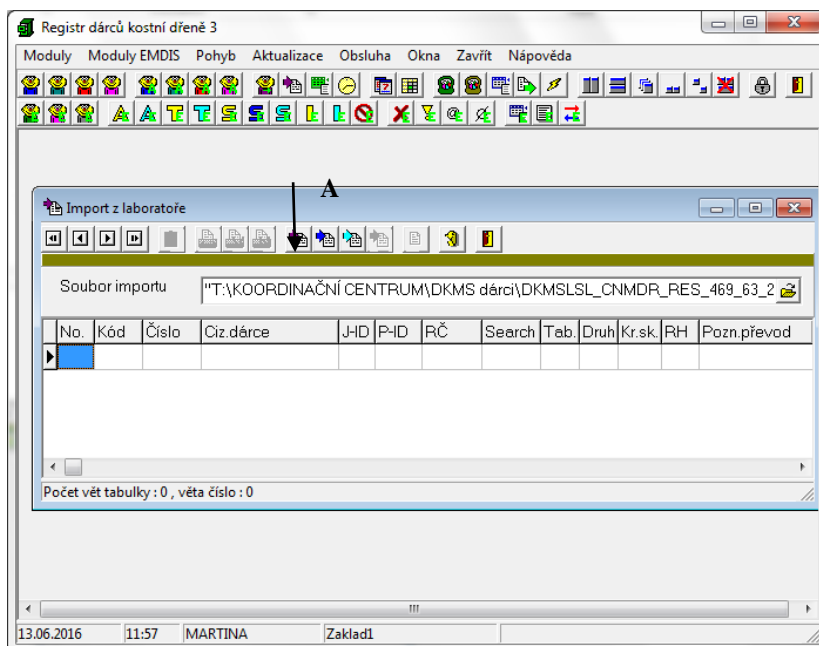 Registr dárců kostní dřeně 3
Moduly Moduly EMDIS Pohyb Aktualizace Obsluha Okna Zavřít Nápověda
A
Import z laboratoře
Soubor importu "T:\KOORDINAČNÍ CENTRUM\DKMS dárci\DKMSLSL_CNMDR_RES_469_63_2
No. Kód Číslo Ciz.dárce J-ID P-ID RČ Search Tab. Druh Kr.sk. RH Pozn.převod
Počet vět tabulky : 0 , věta číslo : 0
13.06.2016 11:57 MARTINA Zaklad1